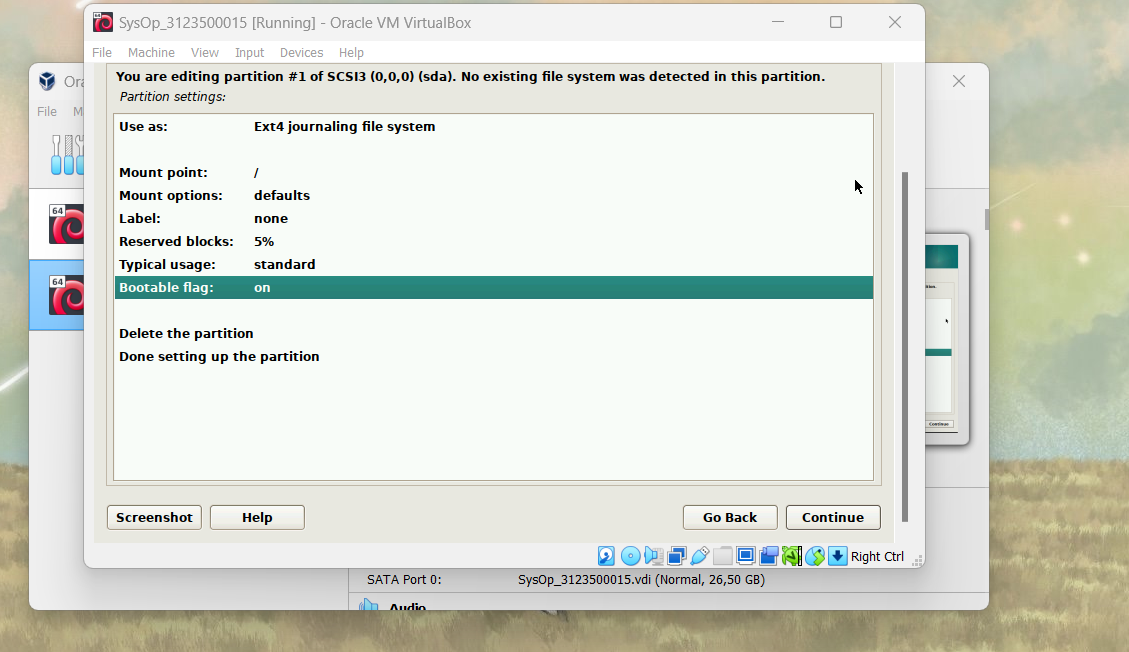 SysOp_3123500015 [Running] - Oracle VM VirtualBox
File Machine View Input Devices Help
You are editing partition #1 of SCSI3 (0,0,0) (sda). No existing file system was detected in this partition.
Partition settings:
Use as: Ext4 journaling file system
Mount point: /
Mount options: defaults
Label: none
Reserved blocks: 5%
Typical usage: standard
Bootable flag: on
Delete the partition
Done setting up the partition
Screenshot Help Go Back Continue
Right Ctrl
File
64
64
Continue
SATA Port 0: SysOp_3123500015.vdi (Normal, 26,50 GB)
Audio